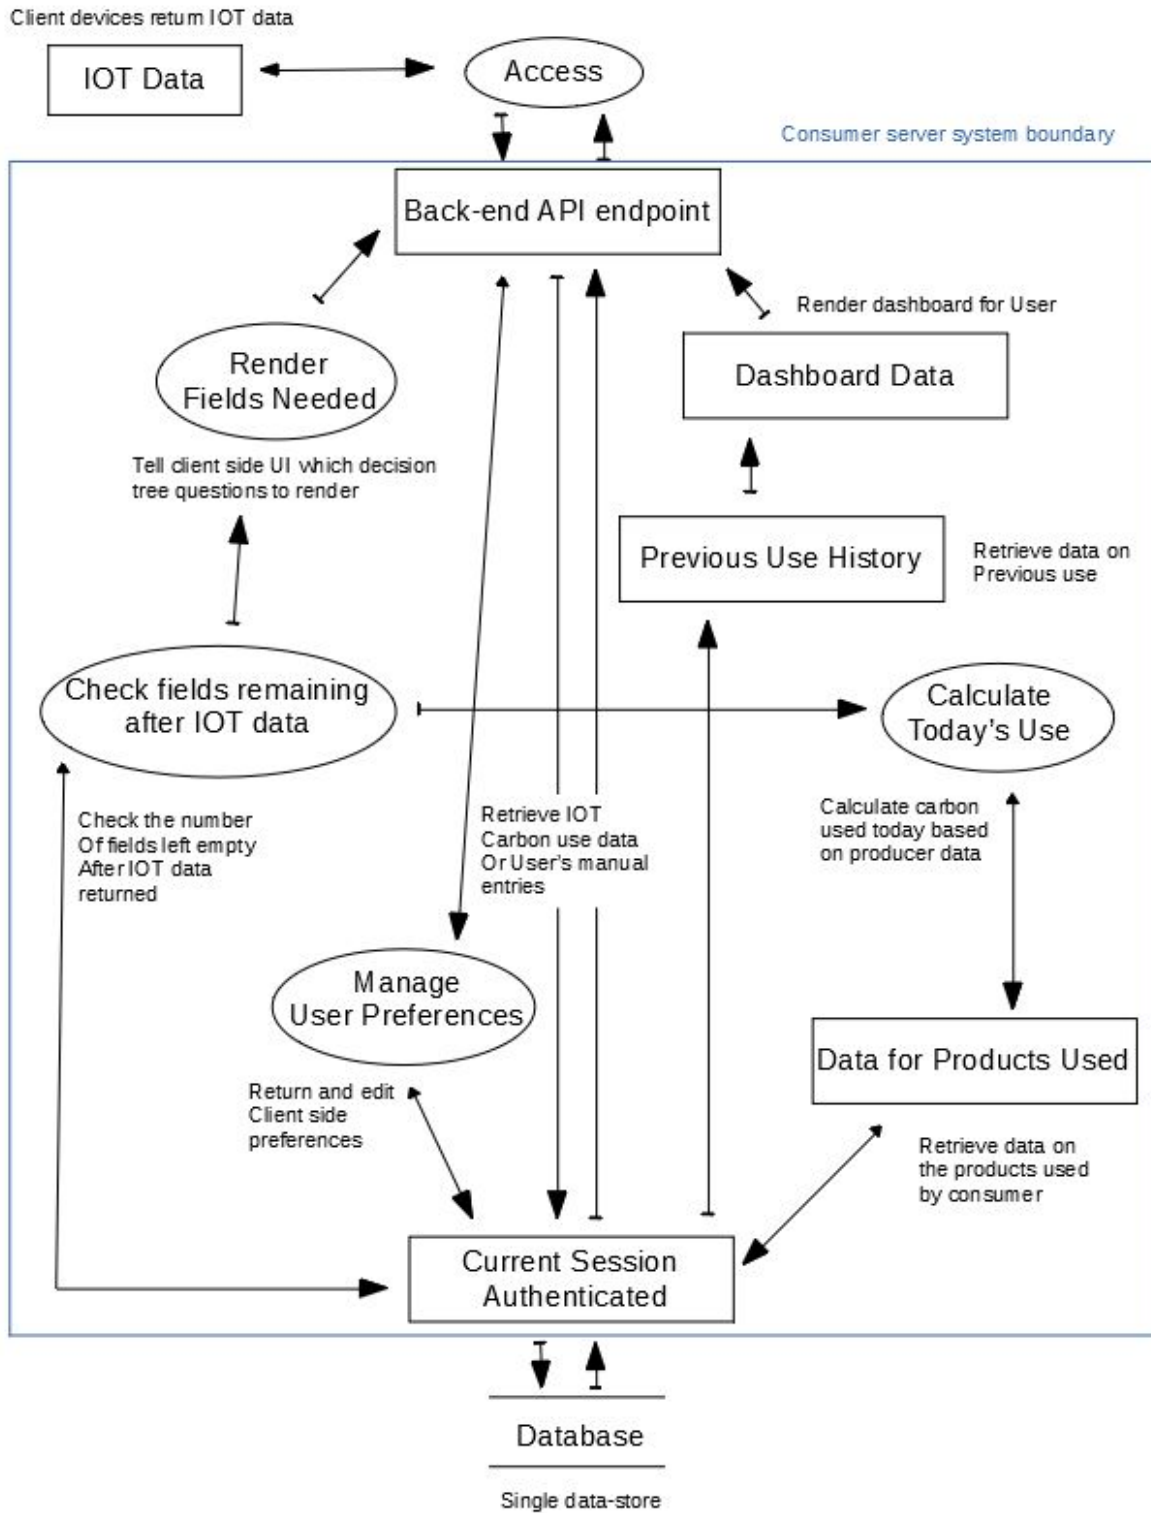 Client devices return IOT data
IOT Data
Access
Consumer server system boundary
Back-end API endpoint
Render dashboard for User
Render
Fields Needed
Dashboard Data
Tell client side UI which decision
tree questions to render
Previous Use History
Retrieve data on
Previous use
Check fields remaining
after IOT data
Calculate
Today's Use
Check the number
Of fields left empty
After IOT data
returned
Retrieve IOT
Carbon use data
Or User's manual
entries
Calculate carbon
used today based
on producer data
Manage
User Preferences
Data for Products Used
Return and edit
Client side
preferences
Retrieve data on
the products used
by consumer
Current Session
Authenticated
Database
Single data-store